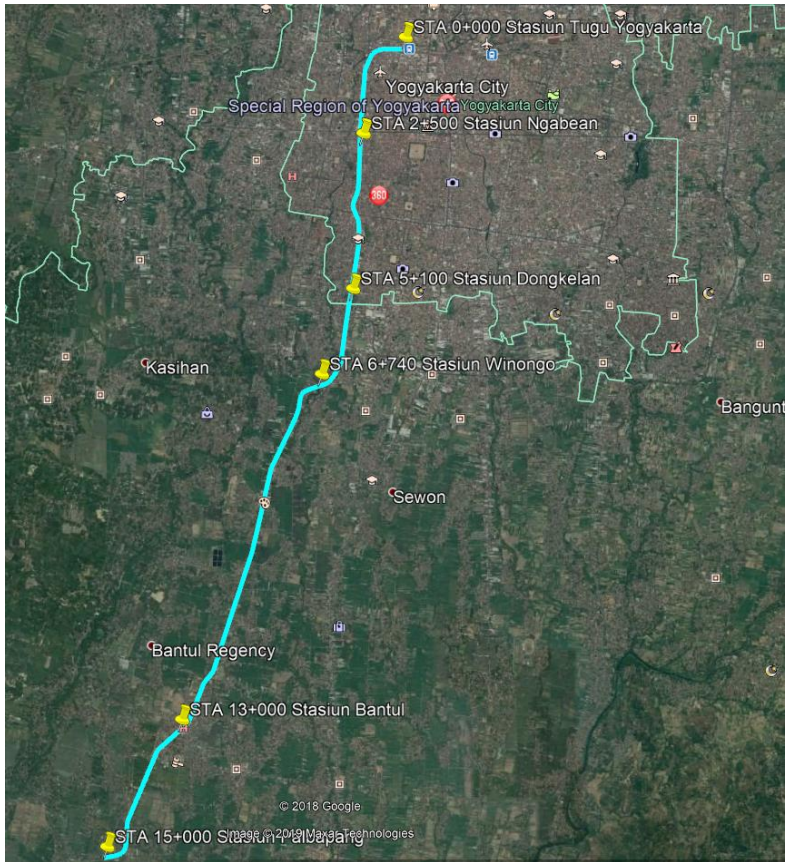 STA 0+000 Stasiun Tugu Yogyakarta
Yogyakarta City
Special Region of Yogyakarta
Yogyakarta City
STA 2+500 Stasiun Ngabean
360
STA 5+100 Stasiun Dongkelan
Kasihan
STA 6+740 Stasiun Winongo
Bangunt
Sewon
Bantul Regency
STA 13+000 Stasiun Bantul
© 2018 Google
Image © 2019 Maxar Technologies
STA 15+000 Stasiun Palbapang